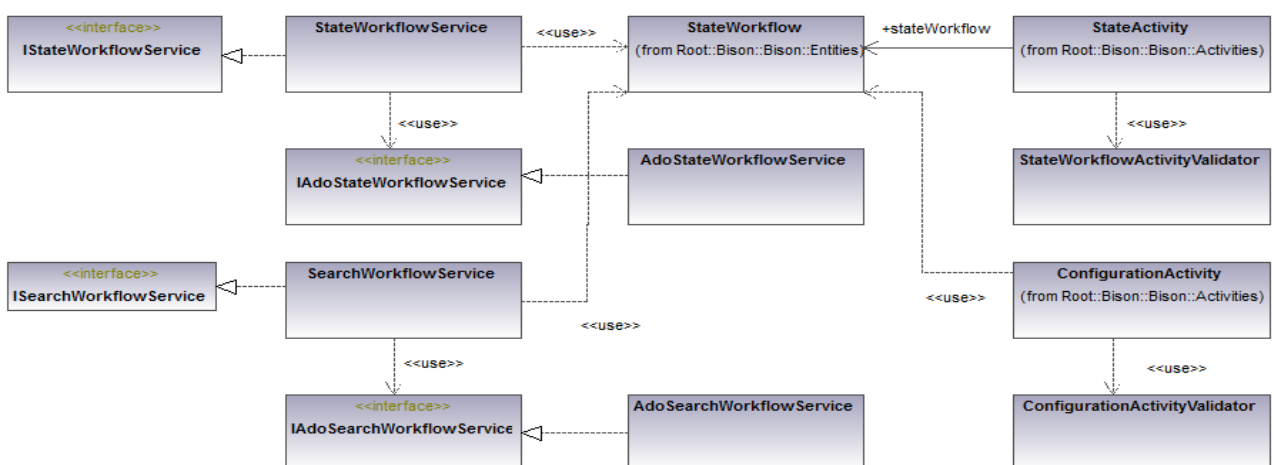 <<interface>>
IStateWorkflowService
StateWorkflowService
<<use>>
StateWorkflow
(from Root::Bison::Bison::Entities)
+stateWorkflow
StateActivity
(from Root::Bison::Bison::Activities)
<<use>>
<<use>>
<<interface>>
IAdoStateWorkflowService
AdoStateWorkflowService
StateWorkflowActivityValidator
<<interface>>
ISearchWorkflowService
SearchWorkflowService
<<use>>
<<use>>
ConfigurationActivity
(from Root::Bison::Bison::Activities)
<<use>>
<<use>>
<<interface>>
IAdoSearchWorkflowService
AdoSearchWorkflowService
ConfigurationActivityValidator